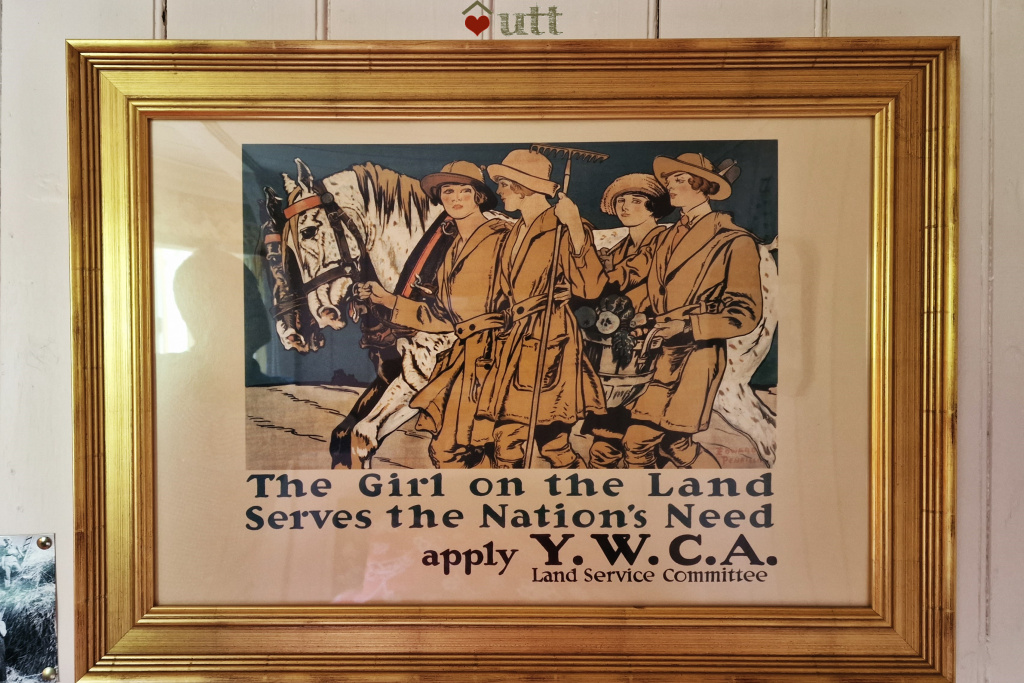 utt
The Girl on the Land
Serves the Nation's Need
apply Y.W.C.A.
Land Service Committee